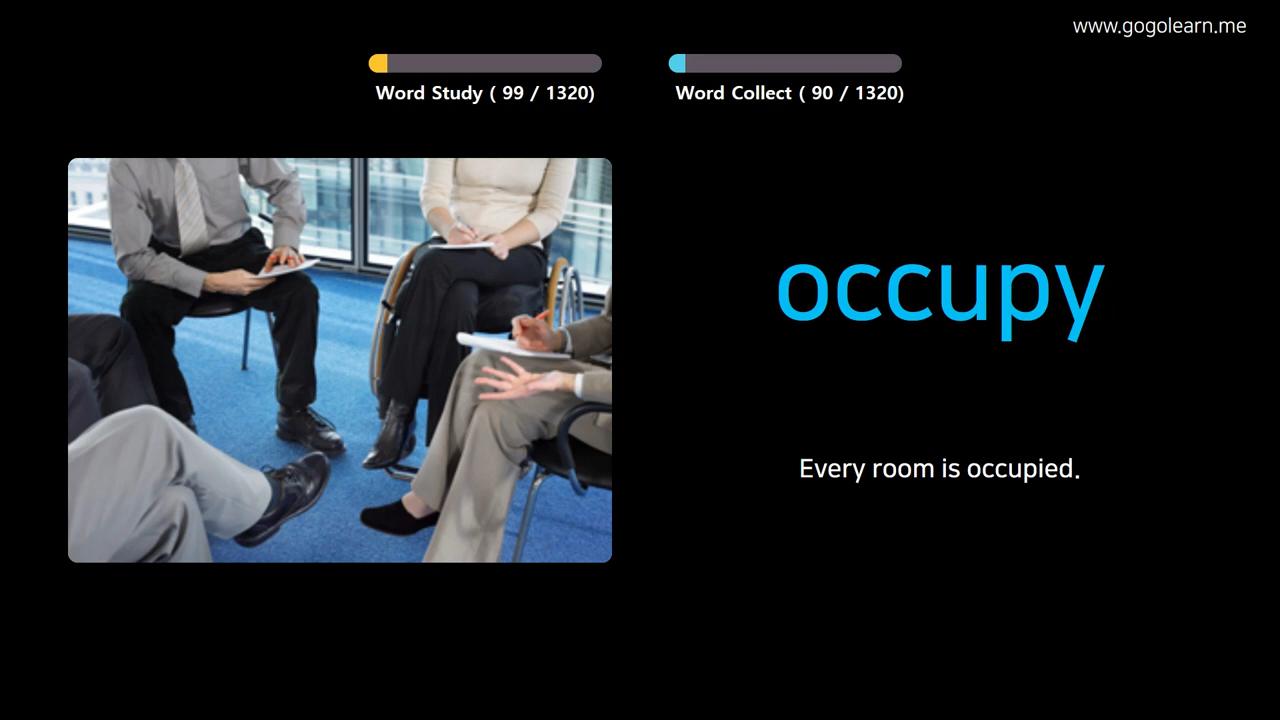 www.gogolearn.me
Word Study ( 99 / 1320)
Word Collect ( 90 / 1320)
occupy
Every room is occupied.